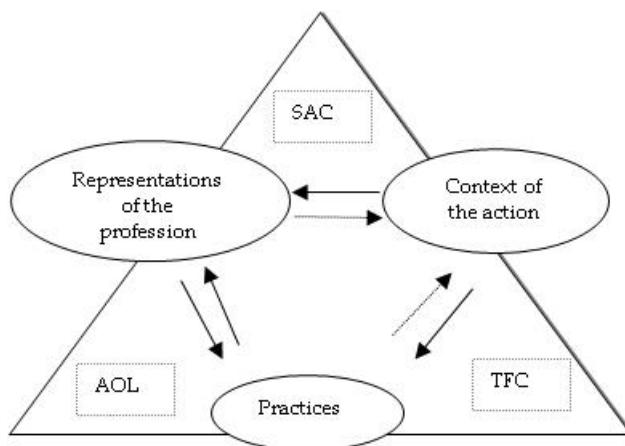 SAC
Representations
of the
profession
Context of
the action
AOL
TFC
Practices